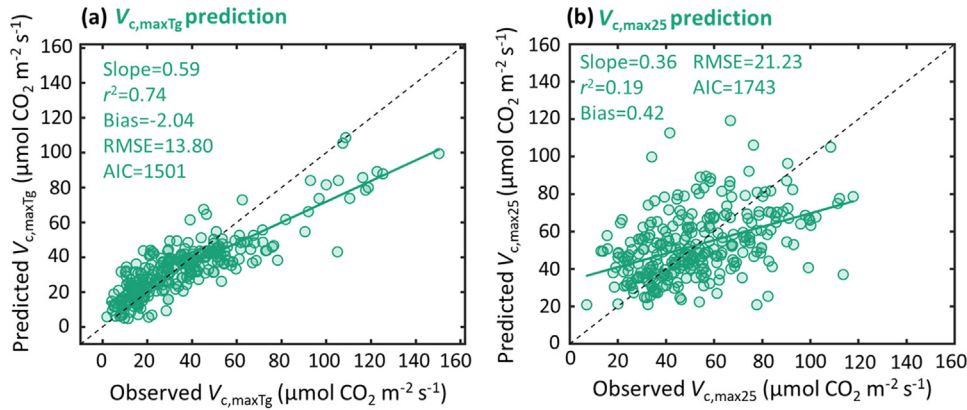 (a) Vc,maxTg prediction
Predicted Vc,maxTg (μmol CO2 m-2 s-1)
160
140
120
100
80
60
40
20
0
Slope=0.59
r2=0.74
Bias=-2.04
RMSE=13.80
AIC=1501
0 20 40 60 80 100 120 140 160
Observed Vc,maxTg (μmol CO2 m-2 s-1)
(b) Vc,max25 prediction
Predicted Vc,max25 (μmol CO2 m-2 s-1)
160
140
120
100
80
60
40
20
0
Slope=0.36 RMSE=21.23
r2=0.19 AIC=1743
Bias=0.42
0 20 40 60 80 100 120 140 160
Observed Vc,max25 (μmol CO2 m-2 s-1)